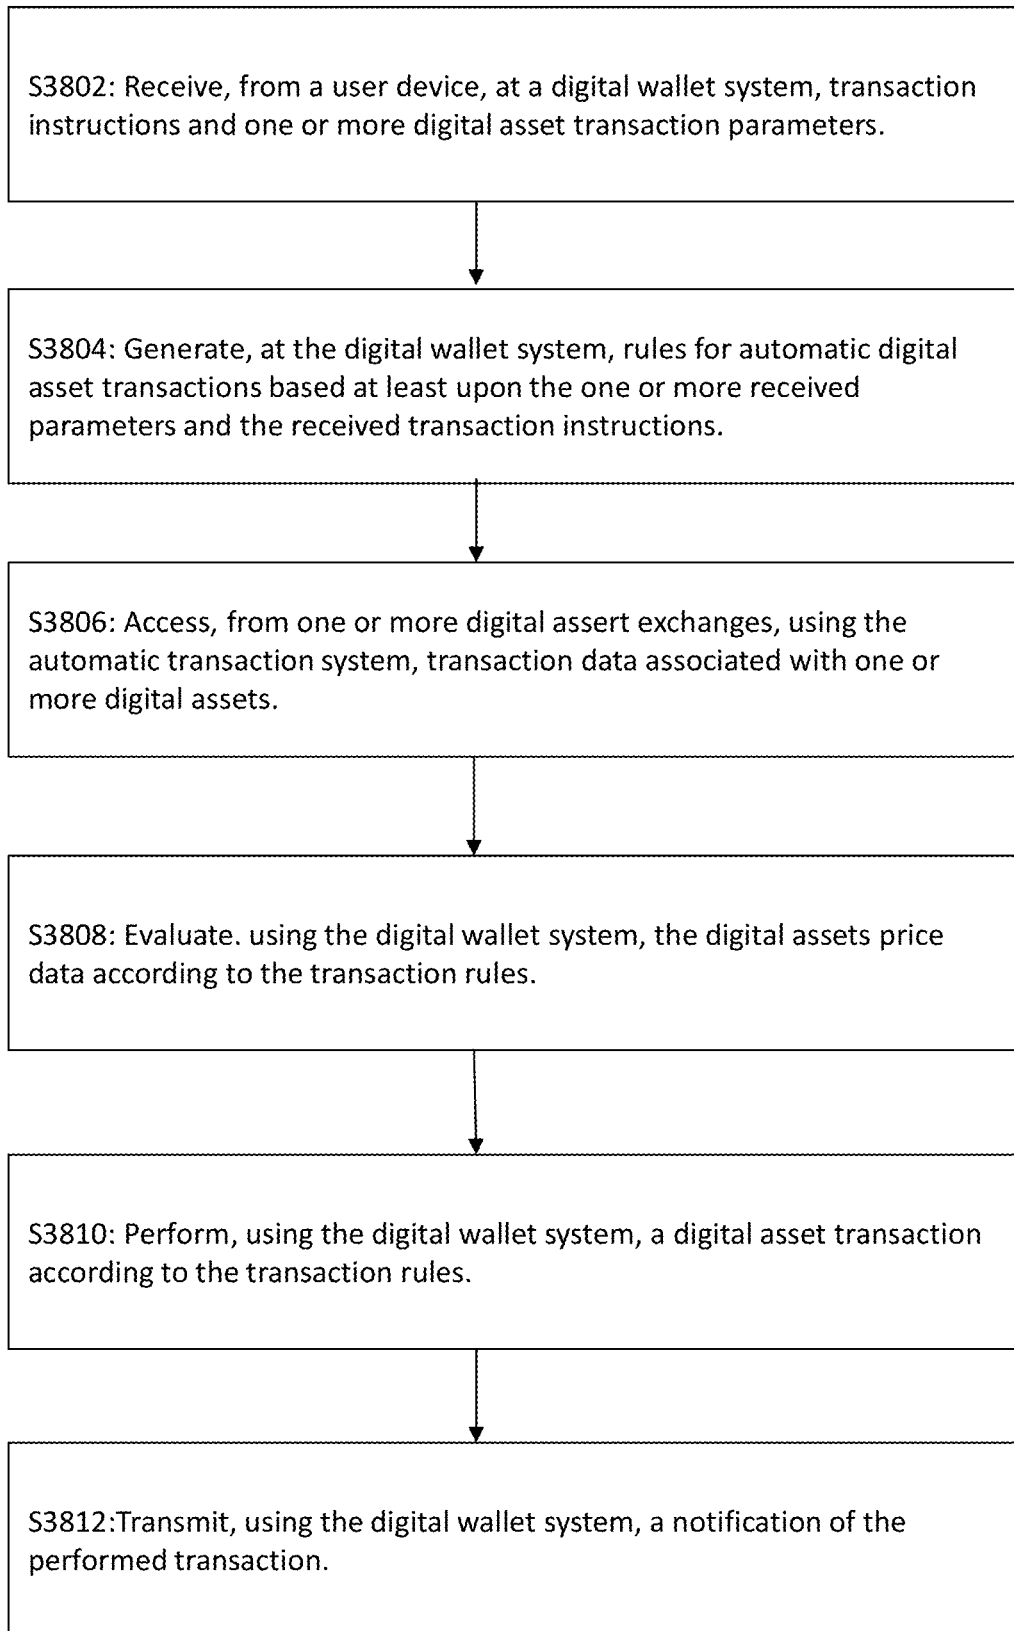 S3802: Receive, from a user device, at a digital wallet system, transaction
instructions and one or more digital asset transaction parameters.
S3804: Generate, at the digital wallet system, rules for automatic digital
asset transactions based at least upon the one or more received
parameters and the received transaction instructions.
S3806: Access, from one or more digital assert exchanges, using the
automatic transaction system, transaction data associated with one or
more digital assets.
S3808: Evaluate. using the digital wallet system, the digital assets price
data according to the transaction rules.
S3810: Perform, using the digital wallet system, a digital asset transaction
according to the transaction rules.
S3812:Transmit, using the digital wallet system, a notification of the
performed transaction.